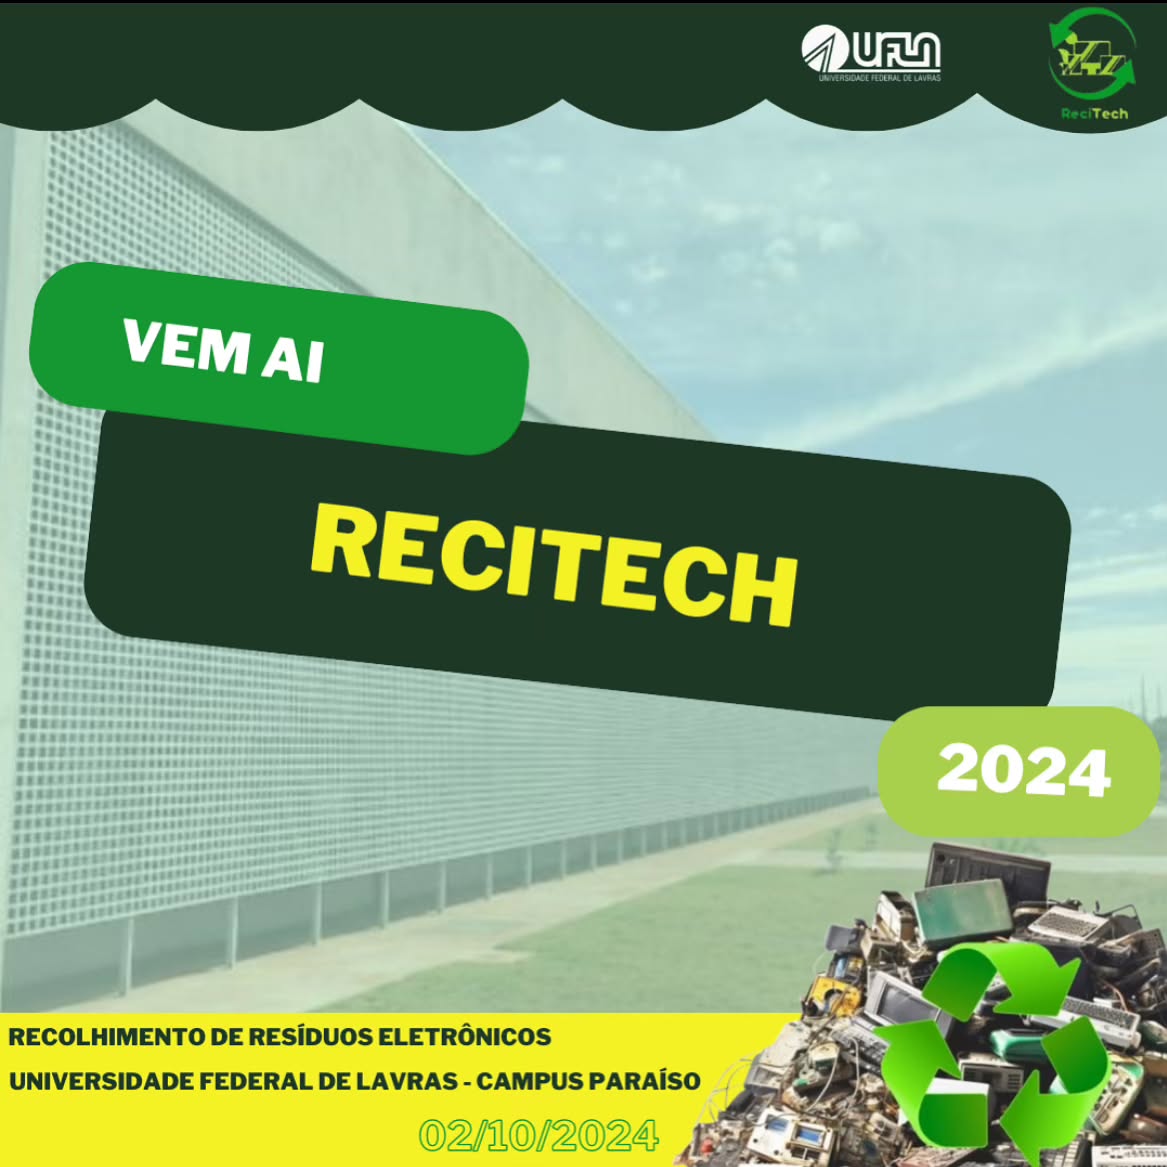 UFLA
UNIVERSIDADE FEDERAL DE LAVRAS
ReciTech
VEM AI
RECITECH
2024
RECOLHIMENTO DE RESÍDUOS ELETRÔNICOS
UNIVERSIDADE FEDERAL DE LAVRAS - CAMPUS PARAÍSO
02/10/2024